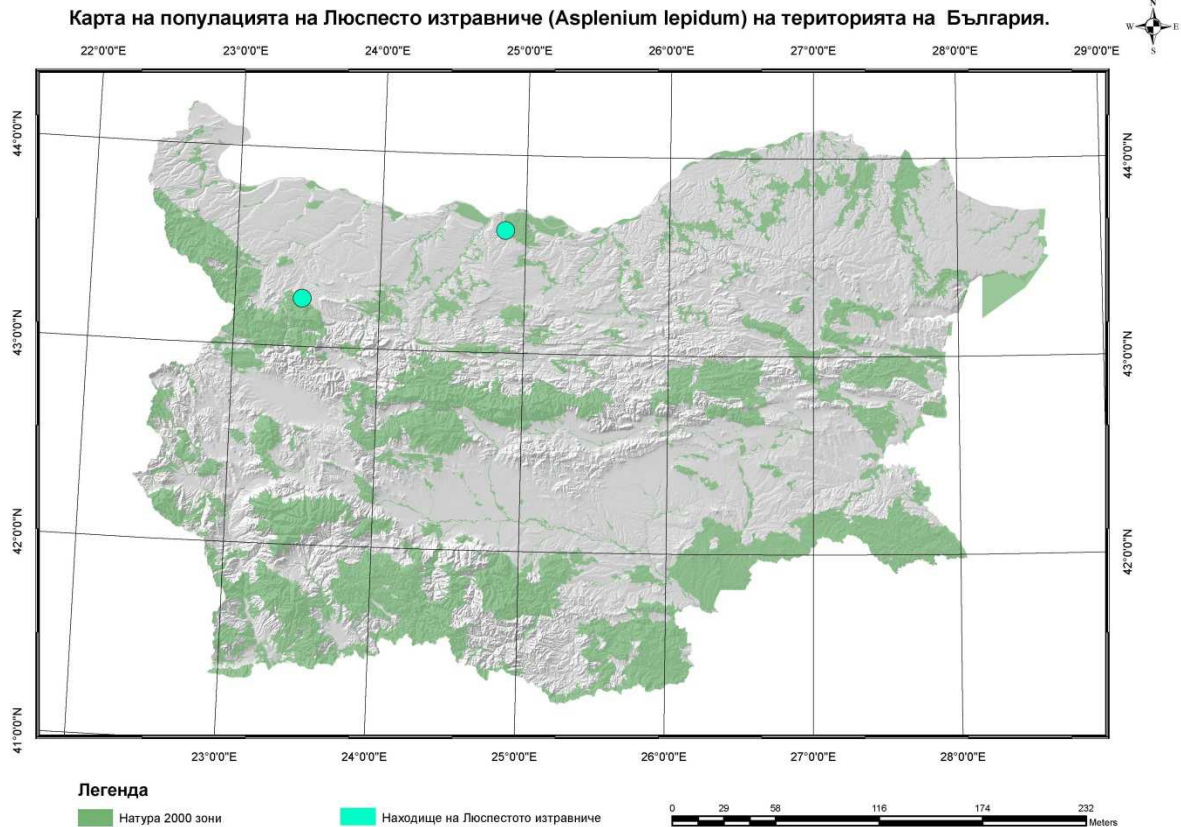 Карта на популацията на Люспесто изтравниче (Asplenium lepidum) на територията на България.
N
W E
S
22°0'0"E 23°0'0"E 24°0'0"E 25°0'0"E 26°0'0"E 27°0'0"E 28°0'0"E 29°0'0"E
44°0'0"N 44°0'0"N
43°0'0"N 43°0'0"N
42°0'0"N 42°0'0"N
41°0'0"N
23°0'0"E 24°0'0"E 25°0'0"E 26°0'0"E 27°0'0"E 28°0'0"E
Легенда
Натура 2000 зони Находище на Люспестото изтравниче
0 29 58 116 174 232
Meters